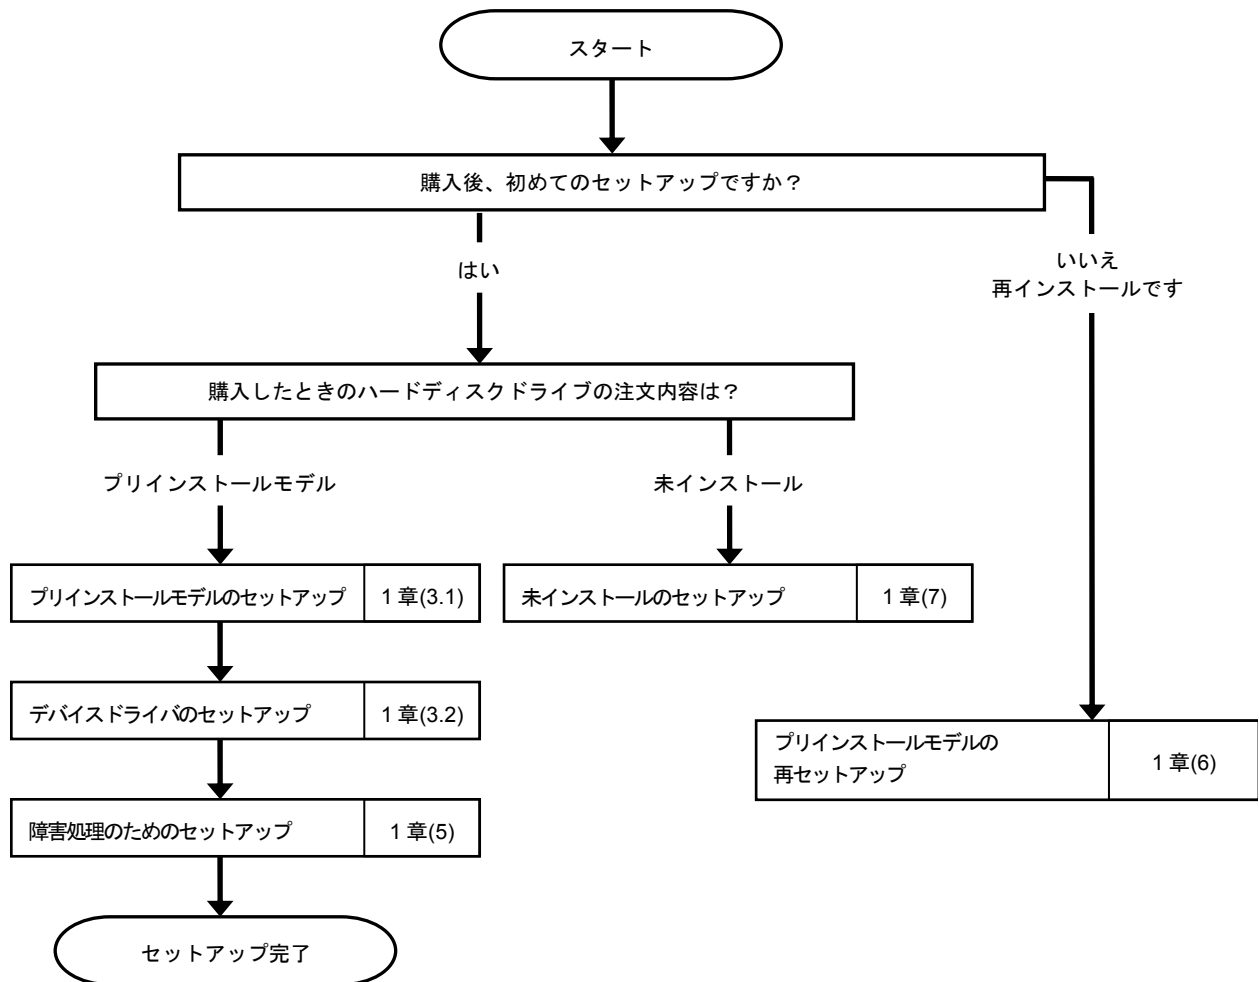 スタート
購入後、初めてのセットアップですか？
はい
いいえ
再インストールです
購入したときのハードディスクドライブの注文内容は？
プリインストールモデル
未インストール
プリインストールモデルのセットアップ
1 章(3.1)
未インストールのセットアップ
1 章(7)
デバイスドライバのセットアップ
1 章(3.2)
プリインストールモデルの
再セットアップ
1 章(6)
障害処理のためのセットアップ
1 章(5)
セットアップ完了